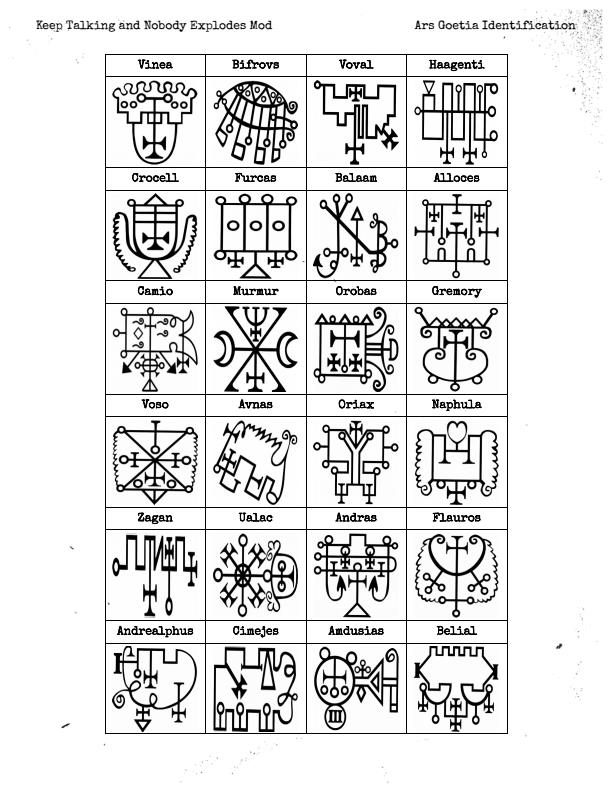 Keep Talking and Nobody Explodes Mod Ars Goetia Identification
Vinea Bifrovs Voval Haagenti
Crocell Furcas Balaam Alloces
Camio Murmur Orobas Gremory
Voso Avnas Oriax Naphula
Zagan Ualac Andras Flauros
Andrealphus Cimejes Amdusias Belial
III